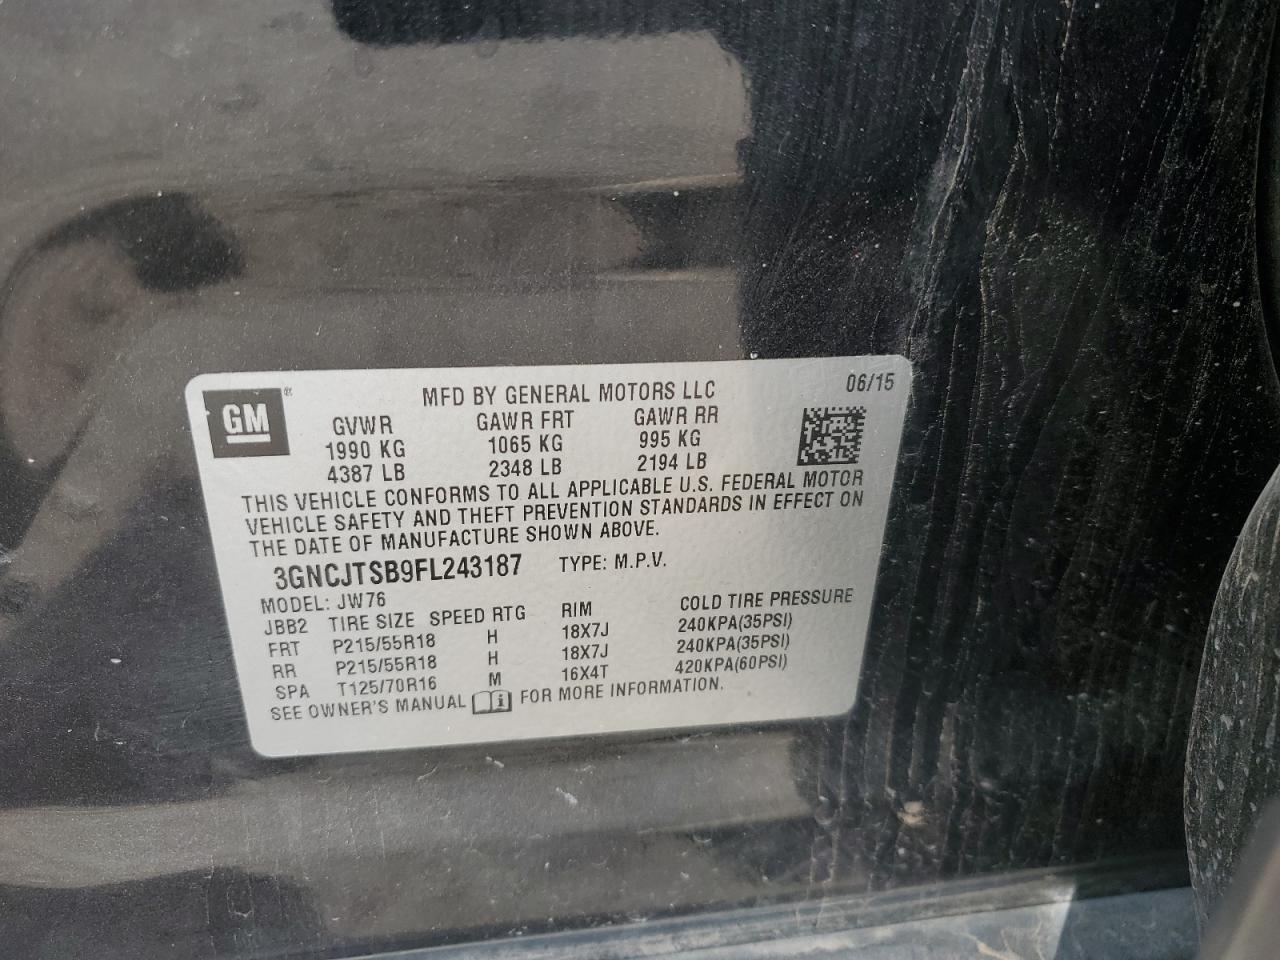 GM®
MFD BY GENERAL MOTORS LLC 06/15
GVWR GAWR FRT GAWR RR
1990 KG 1065 KG 995 KG
4387 LB 2348 LB 2194 LB
THIS VEHICLE CONFORMS TO ALL APPLICABLE U.S. FEDERAL MOTOR
VEHICLE SAFETY AND THEFT PREVENTION STANDARDS IN EFFECT ON
THE DATE OF MANUFACTURE SHOWN ABOVE.
3GNCJTSB9FL243187 TYPE: M.P.V.
MODEL: JW76
JBB2 TIRE SIZE SPEED RTG RIM COLD TIRE PRESSURE
FRT P215/55R18 H 18X7J 240KPA(35PSI)
RR P215/55R18 H 18X7J 240KPA(35PSI)
SPA T125/70R16 M 16X4T 420KPA(60PSI)
SEE OWNER'S MANUAL i FOR MORE INFORMATION.